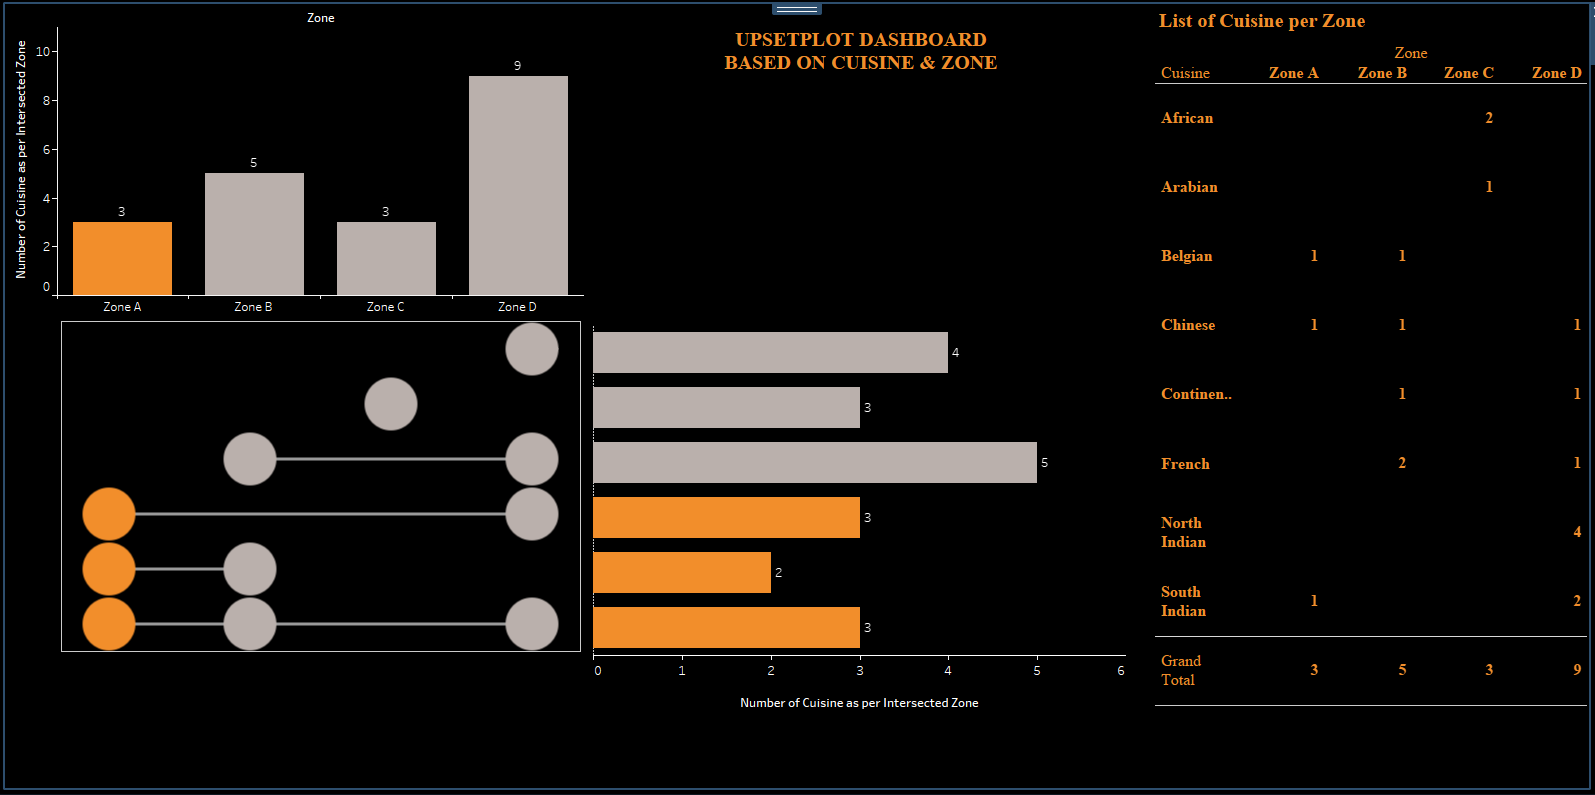 Zone
Number of Cuisine as per Intersected Zone
10
8
6
4
2
0
3
5
3
9
Zone A Zone B Zone C Zone D
UPSETPLOT DASHBOARD
BASED ON CUISINE & ZONE
4
3
5
3
2
3
0 1 2 3 4 5 6
Number of Cuisine as per Intersected Zone
List of Cuisine per Zone
Zone
Cuisine Zone A Zone B Zone C Zone D
African 2
Arabian 1
Belgian 1 1
Chinese 1 1 1
Continen.. 1 1
French 2 1
North
Indian 4
South
Indian 1 2
Grand
Total 3 5 3 9